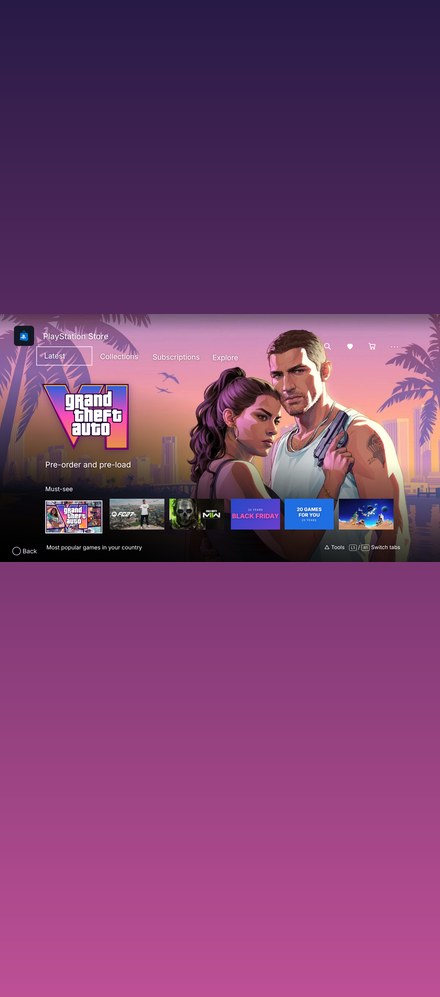 PlayStation Store
Latest
Collections
Subscriptions
Explore
VI
grand
theft
auto
Pre-order and pre-load
Must-see
FC27
BLACK FRIDAY
20 GAMES
FOR YOU
Back
Most popular games in your country
Tools
/
Switch tabs